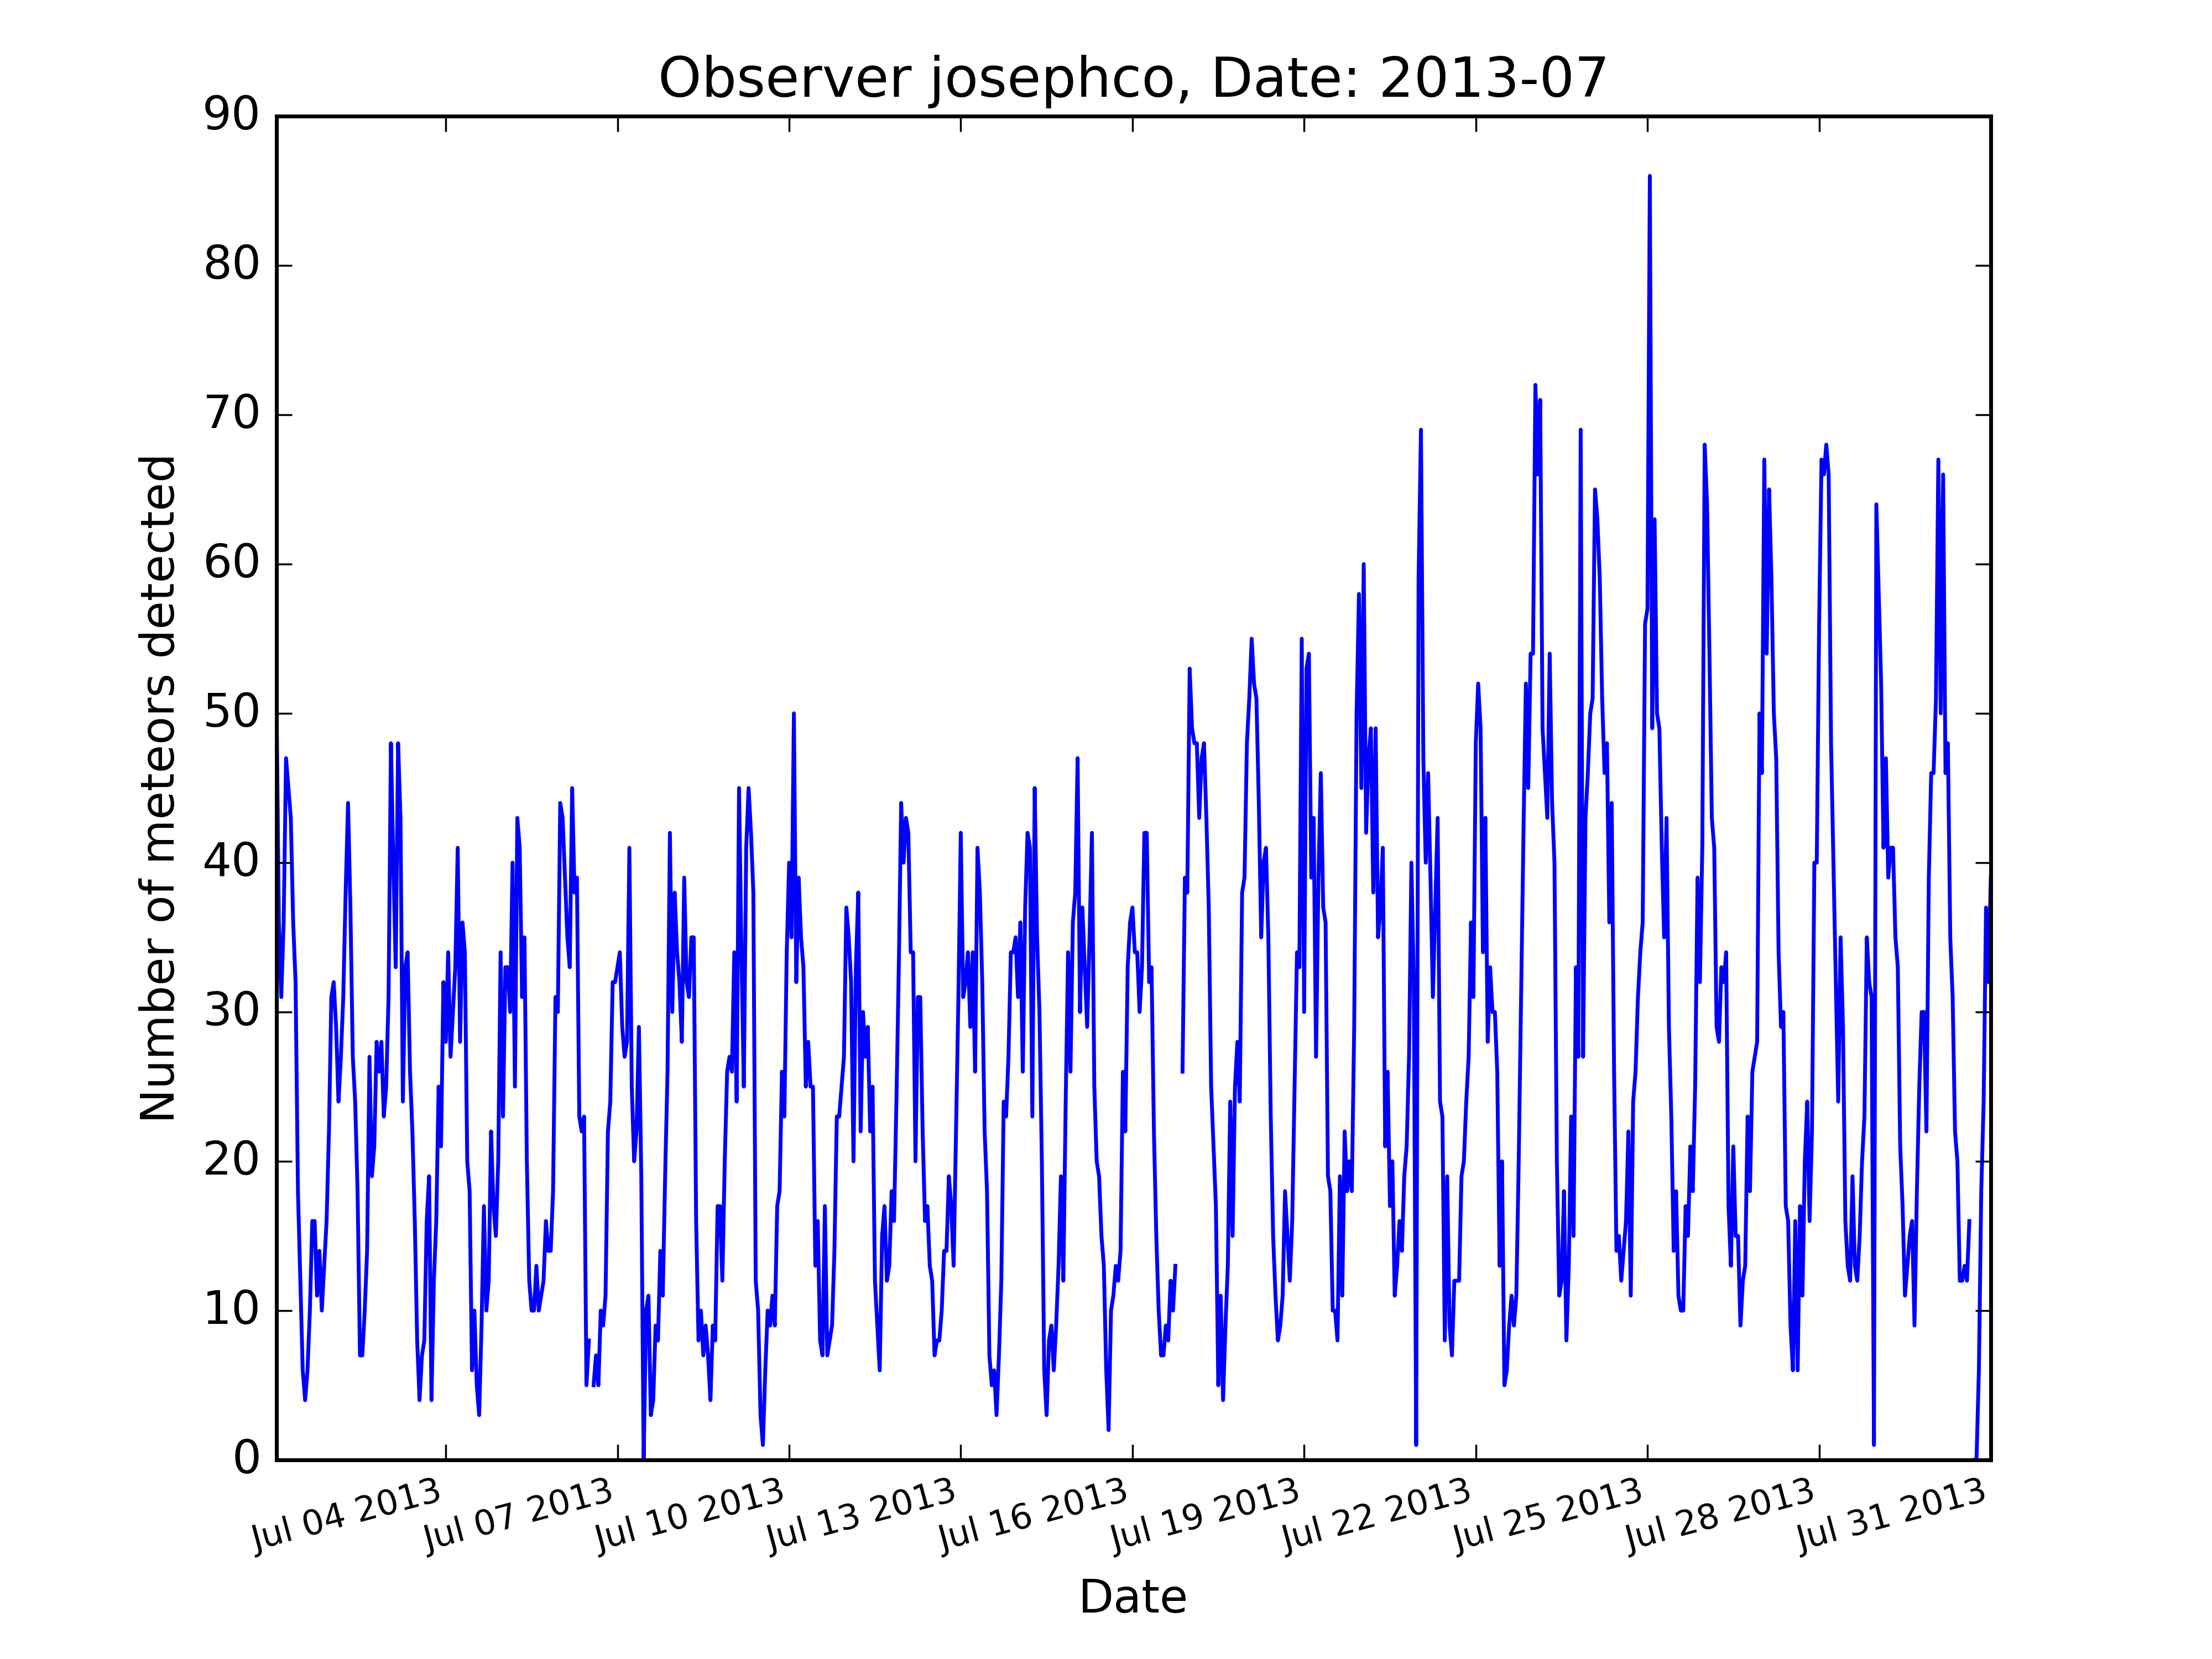 Observer josephco, Date: 2013-07
90
80
70
60
50
40
30
20
10
0
Number of meteors detected
Jul 04 2013
Jul 07 2013
Jul 10 2013
Jul 13 2013
Jul 16 2013
Jul 19 2013
Jul 22 2013
Jul 25 2013
Jul 28 2013
Jul 31 2013
Date